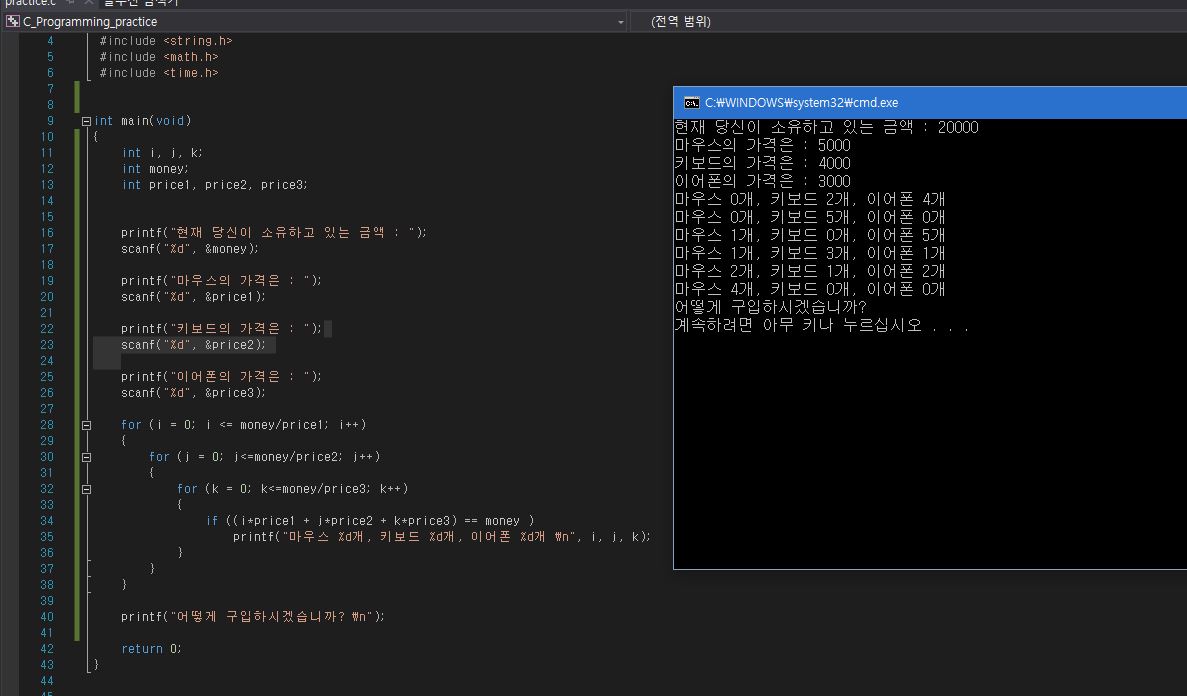 practice.c
C_Programming_practice (전역 범위)
4 #include <string.h>
5 #include <math.h>
6 #include <time.h>
7
8
9 int main(void)
10 {
11 int i, j, k;
12 int money;
13 int price1, price2, price3;
14
15
16 printf("현재 당신이 소유하고 있는 금액 : ");
17 scanf("%d", &money);
18
19 printf("마우스의 가격은 : ");
20 scanf("%d", &price1);
21
22 printf("키보드의 가격은 : ");
23 scanf("%d", &price2);
24
25 printf("이어폰의 가격은 : ");
26 scanf("%d", &price3);
27
28 for (i = 0; i <= money/price1; i++)
29 {
30 for (j = 0; j<=money/price2; j++)
31 {
32 for (k = 0; k<=money/price3; k++)
33 {
34 if ((i*price1 + j*price2 + k*price3) == money )
35 printf("마우스 %d개, 키보드 %d개, 이어폰 %d개 ₩n", i, j, k);
36 }
37 }
38 }
39
40 printf("어떻게 구입하시겠습니까? ₩n");
41
42 return 0;
43 }
44
45
C:₩WINDOWS₩system32₩cmd.exe
현재 당신이 소유하고 있는 금액 : 20000
마우스의 가격은 : 5000
키보드의 가격은 : 4000
이어폰의 가격은 : 3000
마우스 0개, 키보드 2개, 이어폰 4개
마우스 0개, 키보드 5개, 이어폰 0개
마우스 1개, 키보드 0개, 이어폰 5개
마우스 1개, 키보드 3개, 이어폰 1개
마우스 2개, 키보드 1개, 이어폰 2개
마우스 4개, 키보드 0개, 이어폰 0개
어떻게 구입하시겠습니까?
계속하려면 아무 키나 누르십시오 . . .